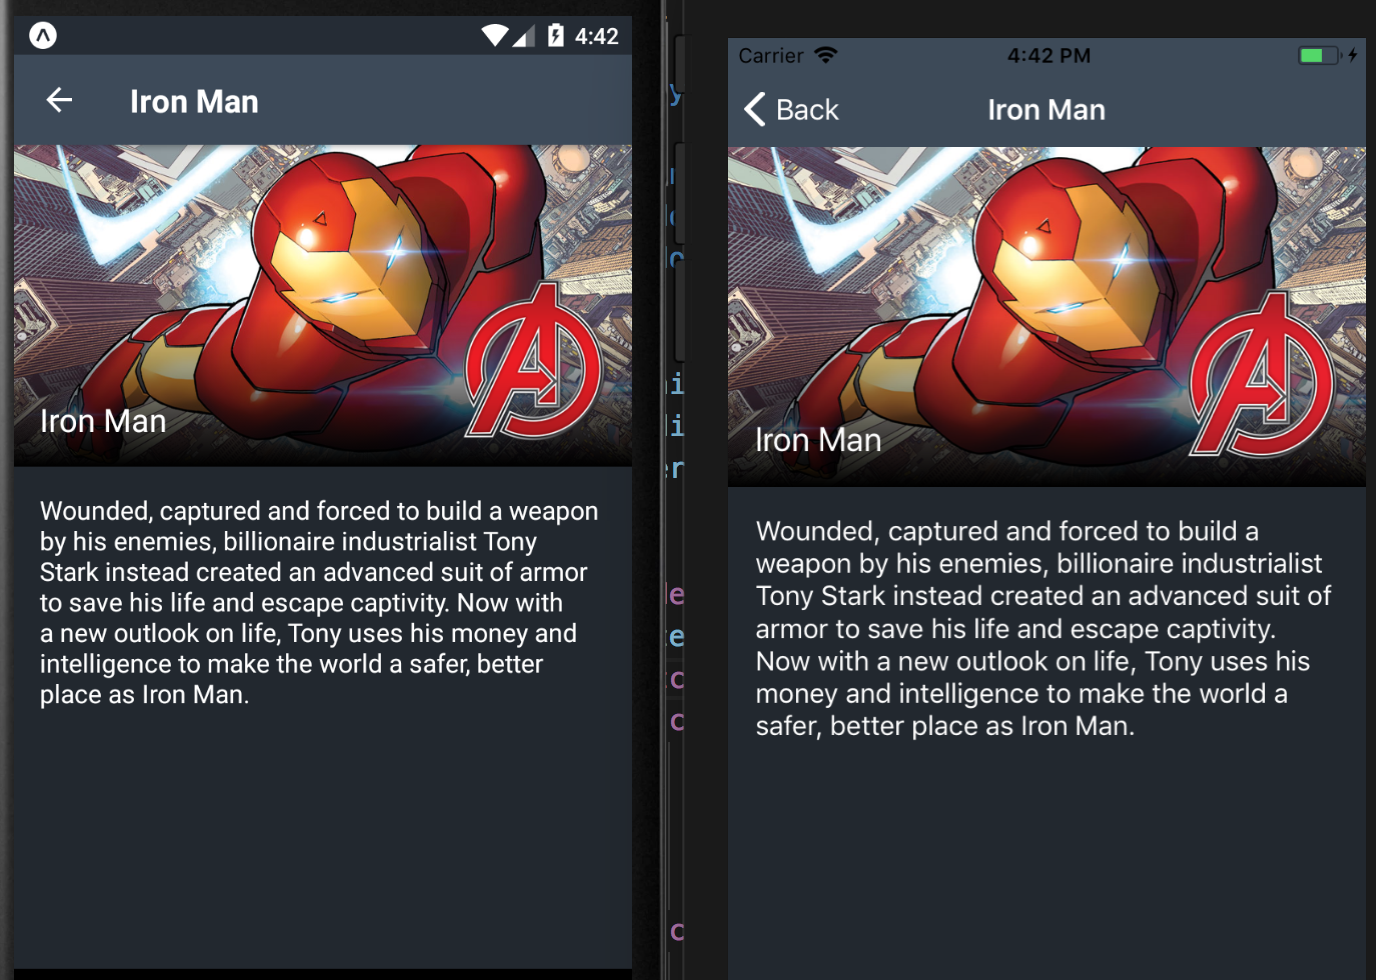 4:42
Iron Man
Iron Man
Wounded, captured and forced to build a weapon
by his enemies, billionaire industrialist Tony
Stark instead created an advanced suit of armor
to save his life and escape captivity. Now with
a new outlook on life, Tony uses his money and
intelligence to make the world a safer, better
place as Iron Man.
Carrier 4:42 PM
Back Iron Man
Iron Man
Wounded, captured and forced to build a
weapon by his enemies, billionaire industrialist
Tony Stark instead created an advanced suit of
armor to save his life and escape captivity.
Now with a new outlook on life, Tony uses his
money and intelligence to make the world a
safer, better place as Iron Man.